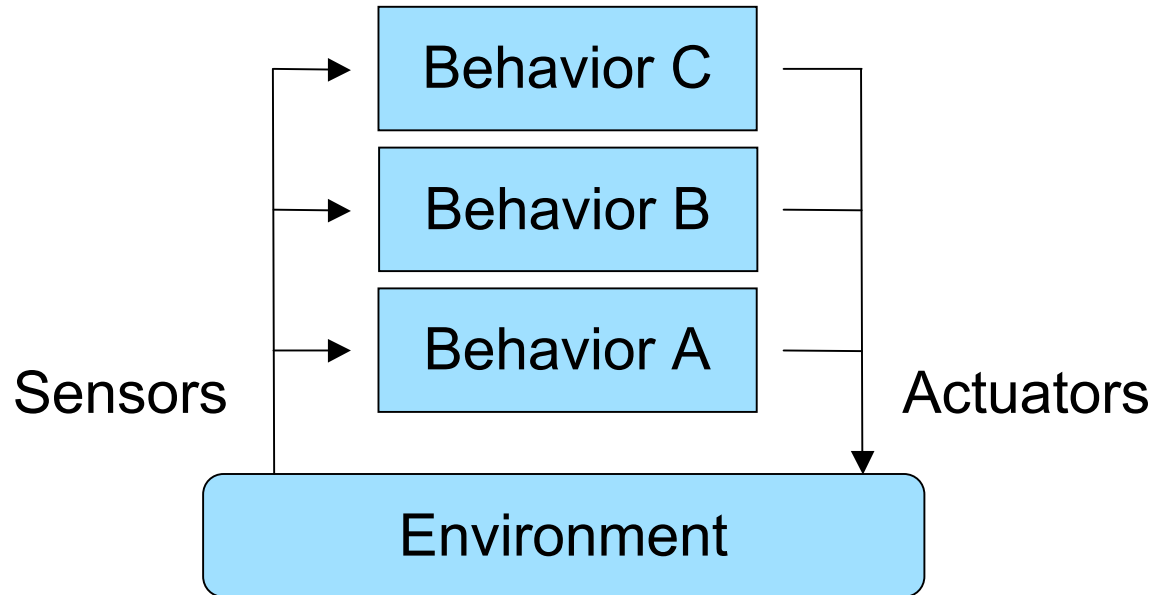 Behavior C
Behavior B
Behavior A
Sensors
Actuators
Environment